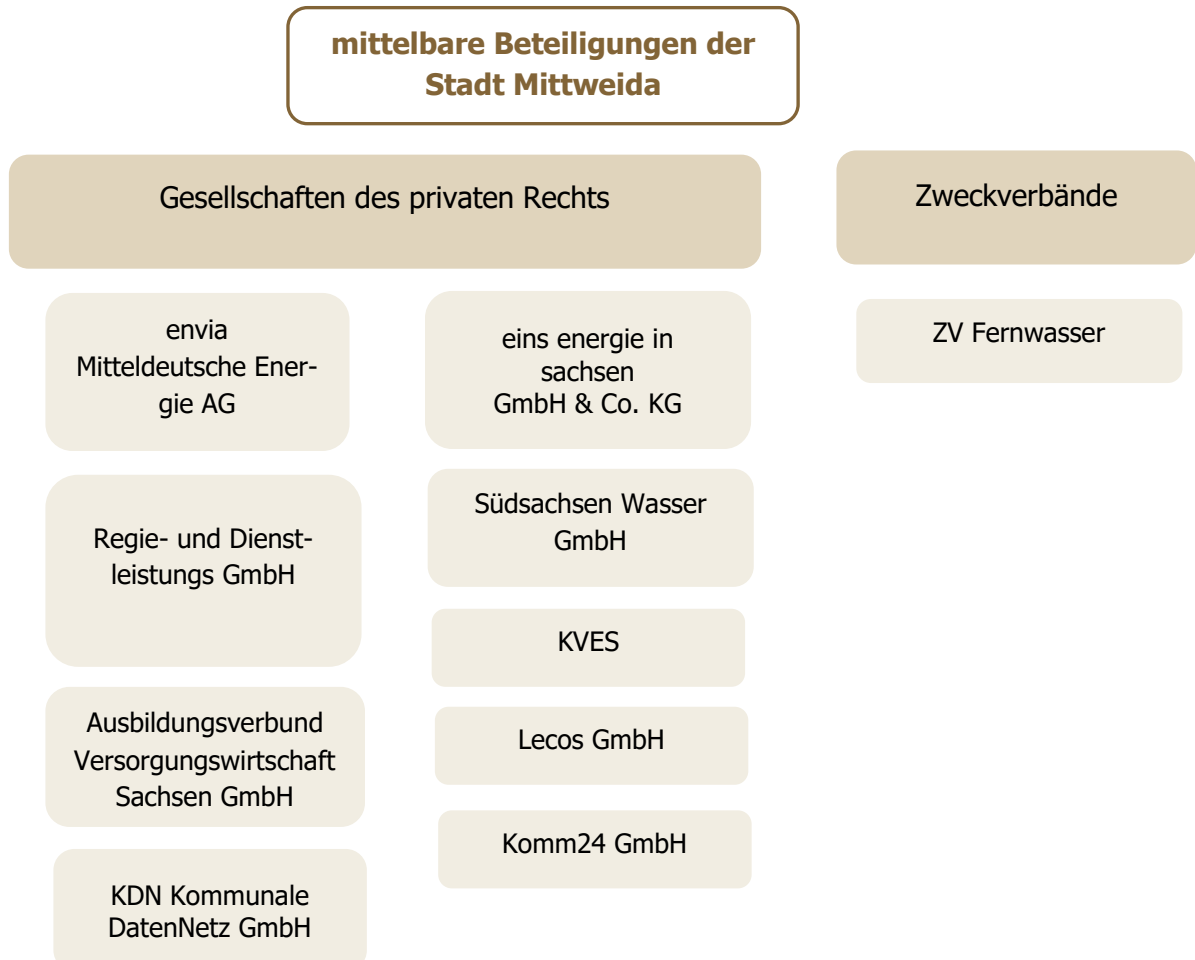 mittelbare Beteiligungen der
Stadt Mittweida
Gesellschaften des privaten Rechts
Zweckverbände
envia
Mitteldeutsche Ener-
gie AG
eins energie in
sachsen
GmbH & Co. KG
ZV Fernwasser
Regie- und Dienst-
leistungs GmbH
Südsachsen Wasser
GmbH
KVES
Ausbildungsverbund
Versorgungswirtschaft
Sachsen GmbH
Lecos GmbH
Komm24 GmbH
KDN Kommunale
DatenNetz GmbH